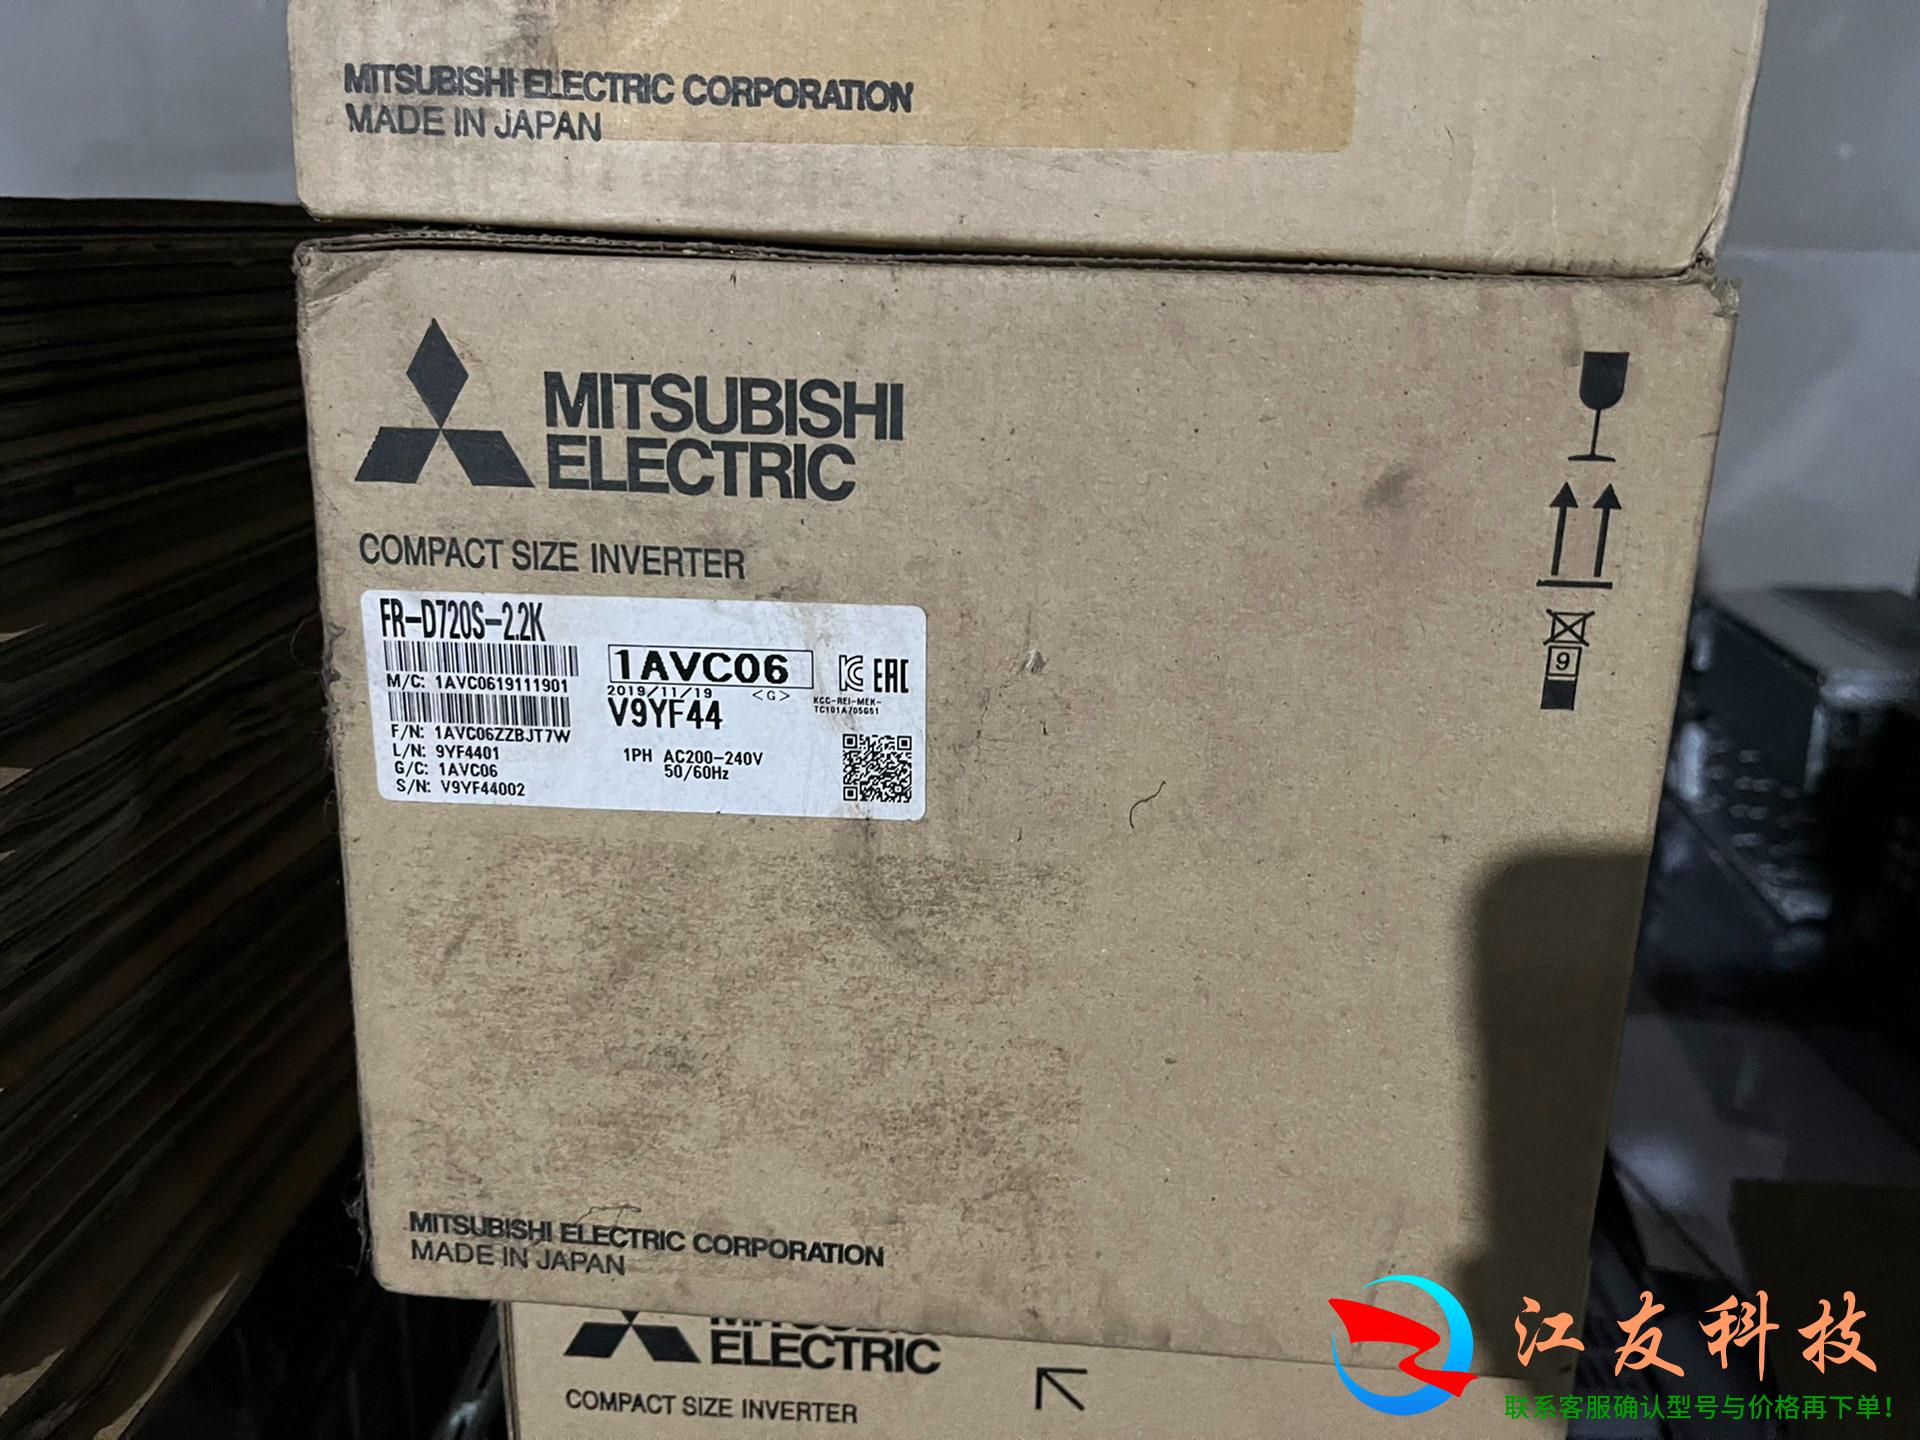 MITSUBISHI ELECTRIC CORPORATION
MADE IN JAPAN
MITSUBISHI
ELECTRIC
COMPACT SIZE INVERTER
FR-D720S-2.2K
M/C: 1AVC0619111901
F/N: 1AVC06ZZBJT7W
L/N: 9YF4401
G/C: 1AVC06
S/N: V9YF44002
1AVC06
2019/11/19 <G>
V9YF44
1PH AC200-240V
50/60Hz
EAC
KCC-REI-MEK-
TC101A705G51
9
MITSUBISHI ELECTRIC CORPORATION
MADE IN JAPAN
ELECTRIC
COMPACT SIZE INVERTER
江友科技
联系客服确认型号与价格再下单!